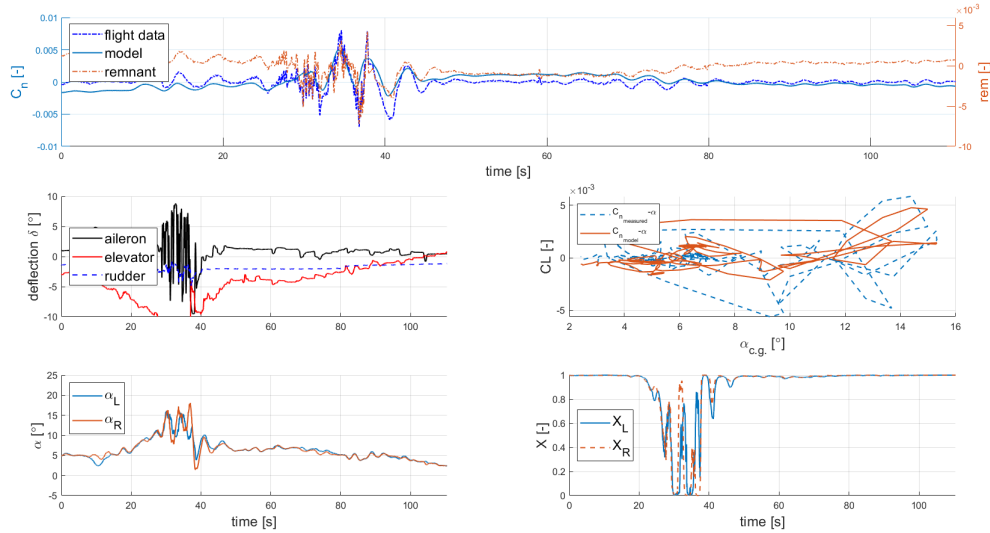 ×10⁻³
0.01
0.005
0
-0.005
-0.01
C_n [-]
flight data
model
remnant
5
0
-5
-10
rem [-]
0
20
40
60
80
100
time [s]
10
5
0
-5
-10
deflection δ [°]
aileron
elevator
rudder
0
20
40
60
80
100
×10⁻³
5
0
-5
CL [-]
C_n_measured -α
C_n_model -α
2
4
6
8
10
12
14
16
α_c.g. [°]
25
20
15
10
5
0
-5
α [°]
α_L
α_R
0
20
40
60
80
100
time [s]
1
0.8
0.6
0.4
0.2
0
X [-]
X_L
X_R
0
20
40
60
80
100
time [s]